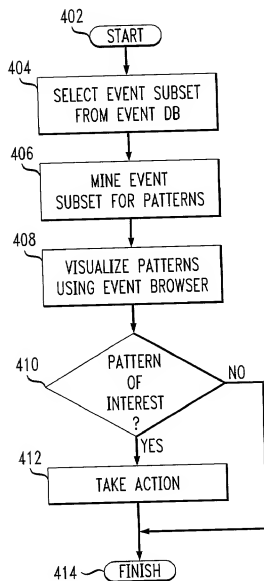 402
START
404
SELECT EVENT SUBSET
FROM EVENT DB
406
MINE EVENT
SUBSET FOR PATTERNS
408
VISUALIZE PATTERNS
USING EVENT BROWSER
410
PATTERN
OF
INTEREST
?
NO
YES
412
TAKE ACTION
414
FINISH